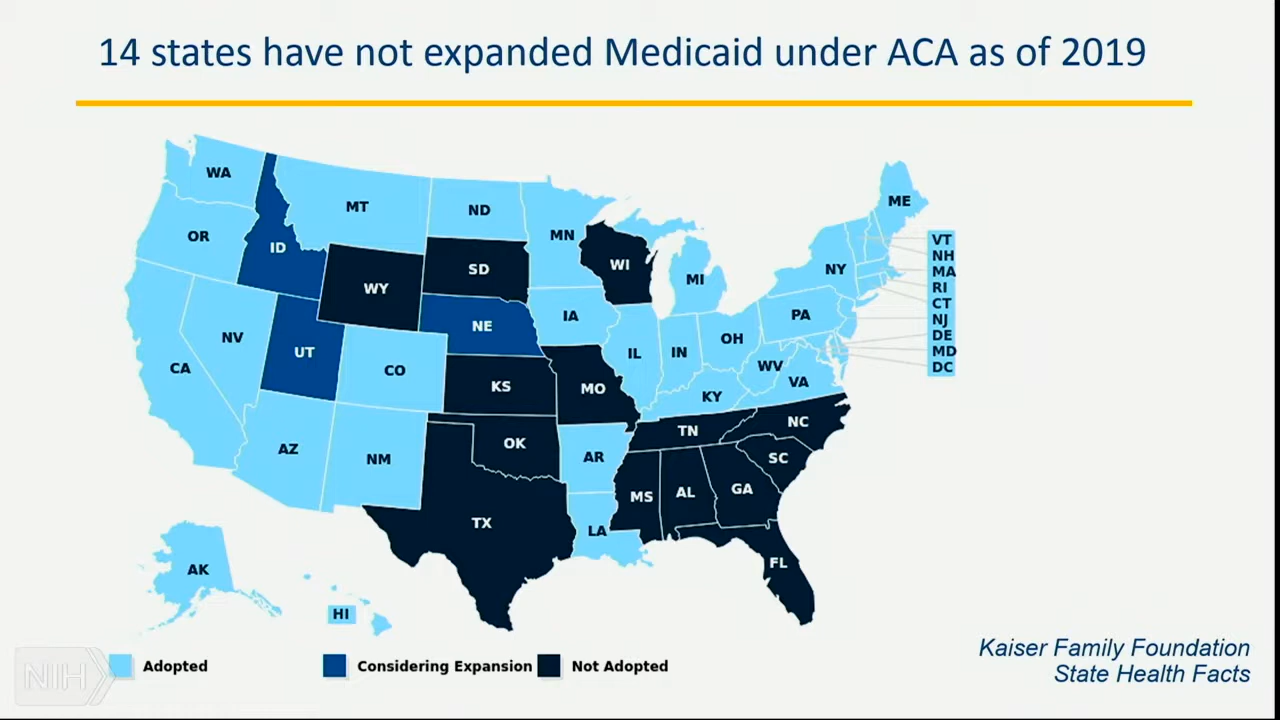 14 states have not expanded Medicaid under ACA as of 2019
WA
MT
ND
MN
ME
OR
ID
SD
WI
WY
MI
NY
VT
NH
MA
RI
CT
NJ
DE
MD
DC
NV
UT
NE
IA
PA
CA
CO
KS
MO
IL
IN
OH
WV
VA
KY
AZ
NM
OK
AR
TN
NC
SC
TX
LA
MS
AL
GA
FL
AK
HI
Adopted
Considering Expansion
Not Adopted
Kaiser Family Foundation
State Health Facts
NIH